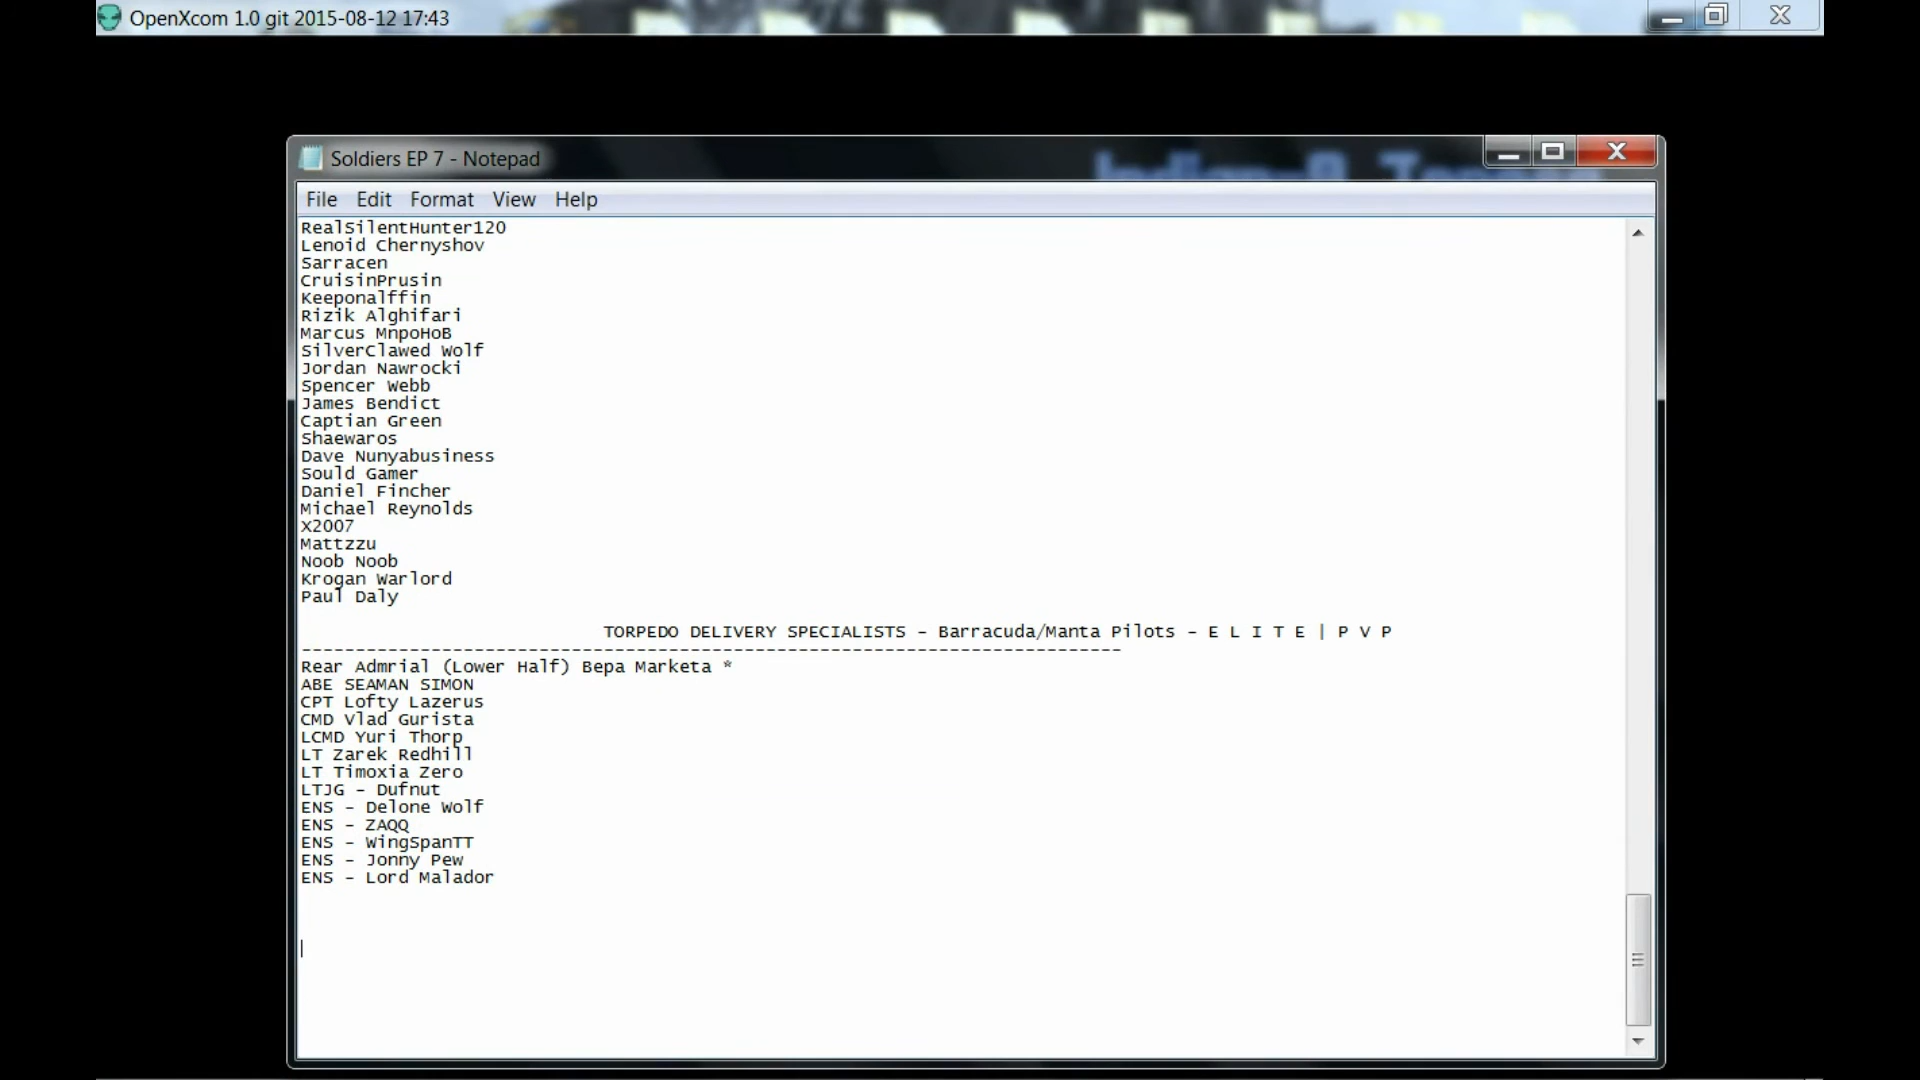 OpenXcom 1.0 git 2015-08-12 17:43
Soldiers EP 7 - Notepad
File Edit Format View Help
RealSilentHunter120
Lenoid Chernyshov
Sarracen
CruisinPrusin
Keeponalffin
Rizik Alghifari
Marcus MnpoHoB
SilverClawed Wolf
Jordan Nawrocki
Spencer Webb
James Bendict
Captian Green
Shaewaros
Dave Nunyabusiness
Sould Gamer
Daniel Fincher
Michael Reynolds
X2007
Mattzzu
Noob Noob
Krogan Warlord
Paul Daly
TORPEDO DELIVERY SPECIALISTS - Barracuda/Manta Pilots - E L I T E | P V P
----------------------------------------------------------------------------
Rear Admrial (Lower Half) Bepa Marketa *
ABE SEAMAN SIMON
CPT Lofty Lazerus
CMD Vlad Gurista
LCMD Yuri Thorp
LT Zarek Redhill
LT Timoxia Zero
LTJG - Dufnut
ENS - Delone Wolf
ENS - ZAQQ
ENS - WingSpanTT
ENS - Jonny Pew
ENS - Lord Malador